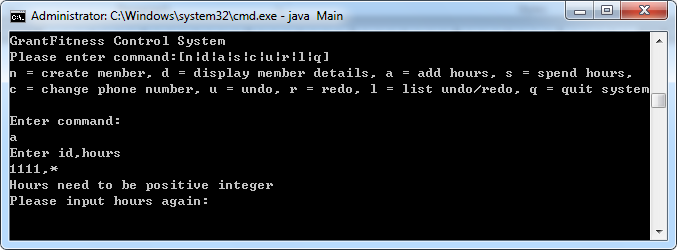 Administrator: C:\Windows\system32\cmd.exe - java Main
GrantFitness Control System
Please enter command:[n|d|a|s|c|u|r|l|q]
n = create member, d = display member details, a = add hours, s = spend hours,
c = change phone number, u = undo, r = redo, l = list undo/redo, q = quit system
Enter command:
a
Enter id,hours
1111,*
Hours need to be positive integer
Please input hours again: